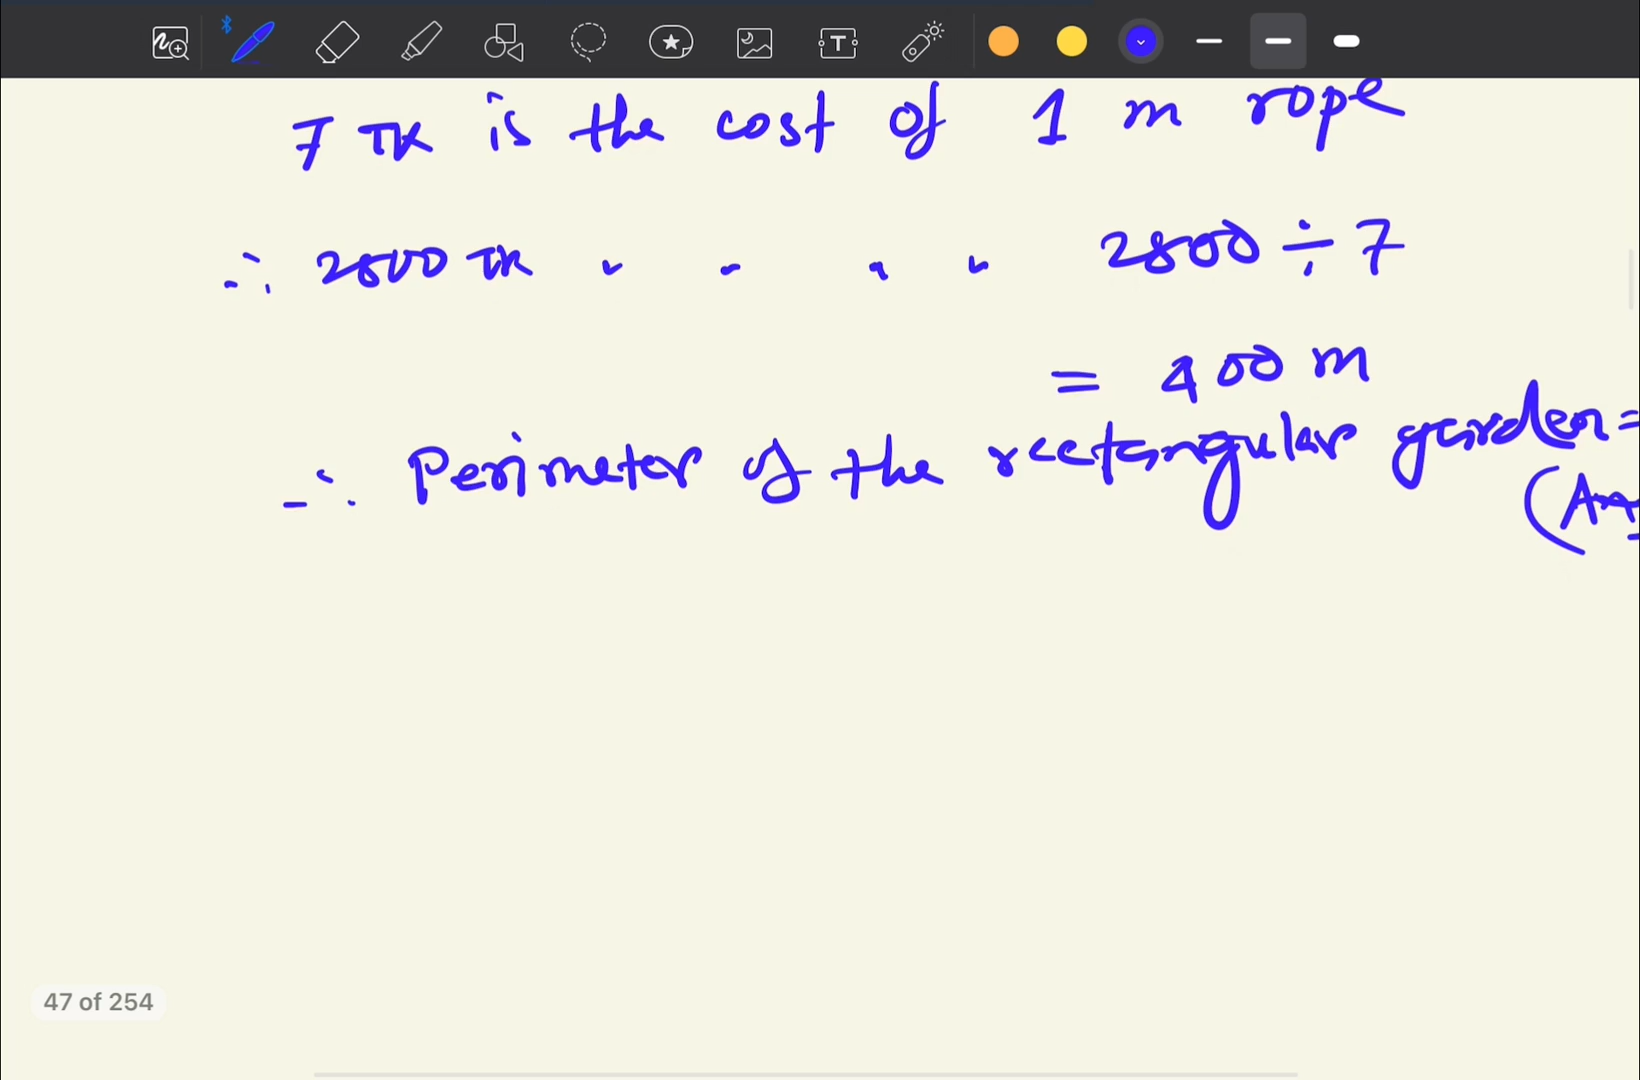 7 TK is the cost of 1 m rope
∴ 2800 TK " " " " 2800 ÷ 7
= 400 m
∴ Perimeter of the rectangular garden =
(Ans
47 of 254